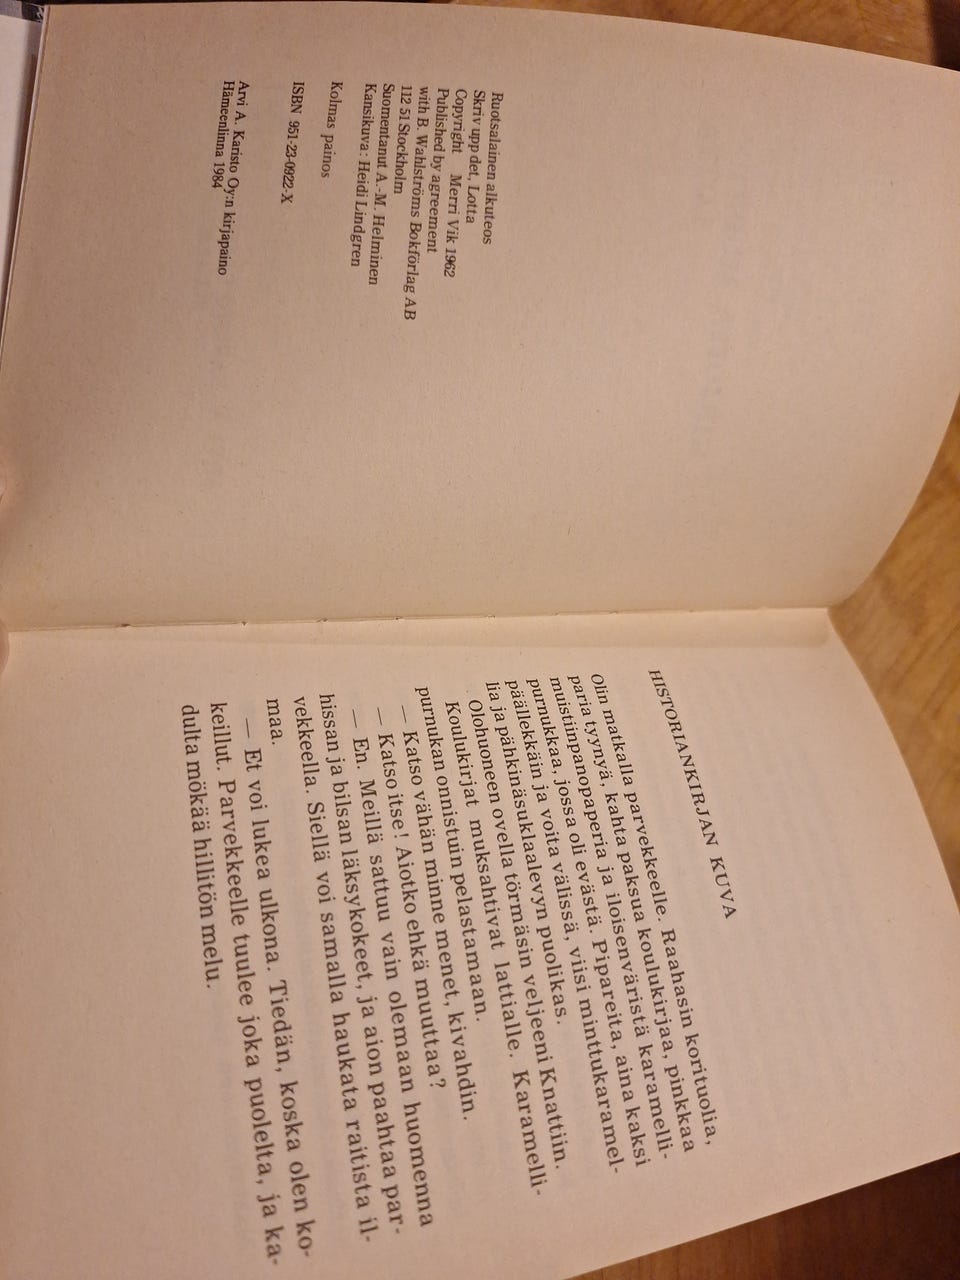 Ruotsalainen alkuteos
Skriv upp det, Lotta
Copyright Merri Vik 1962
Published by agreement
with B. Wahlströms Bokförlag AB
112 51 Stockholm
Suomentanut A.-M. Helminen
Kansikuva: Heidi Lindgren
Kolmas painos
ISBN 951-23-0922-X
Arvi A. Karisto Oy:n kirjapaino
Hämeenlinna 1984
HISTORIANKIRJAN KUVA
Olin matkalla parvekkeelle. Raahasin korituolia,
paria tyynyä, kahta paksua koulukirjaa, pinkkaa
muistiinpanopaperia ja iloisenväristä karamelli-
purnukkaa, jossa oli evästä. Pipareita, aina kaksi
päällekkäin ja voita välissä, viisi minttukaramel-
lia ja pähkinäsuklaalevyn puolikas.
Olohuoneen ovella törmäsin veljeeni Knattiin.
Koulukirjat muksahtivat lattialle. Karamelli-
purnukan onnistuin pelastamaan.
— Katso vähän minne menet, kivahdin.
— Katso itse! Aiotko ehkä muuttaa?
— En. Meillä sattuu vain olemaan huomenna
hissan ja bilsan läksykokeet, ja aion paahtaa par-
vekkeella. Siellä voi samalla haukata raitista il-
maa.
— Et voi lukea ulkona. Tiedän, koska olen ko-
keillut. Parvekkeelle tuulee joka puolelta, ja ka-
dulta mökää hillitön melu.